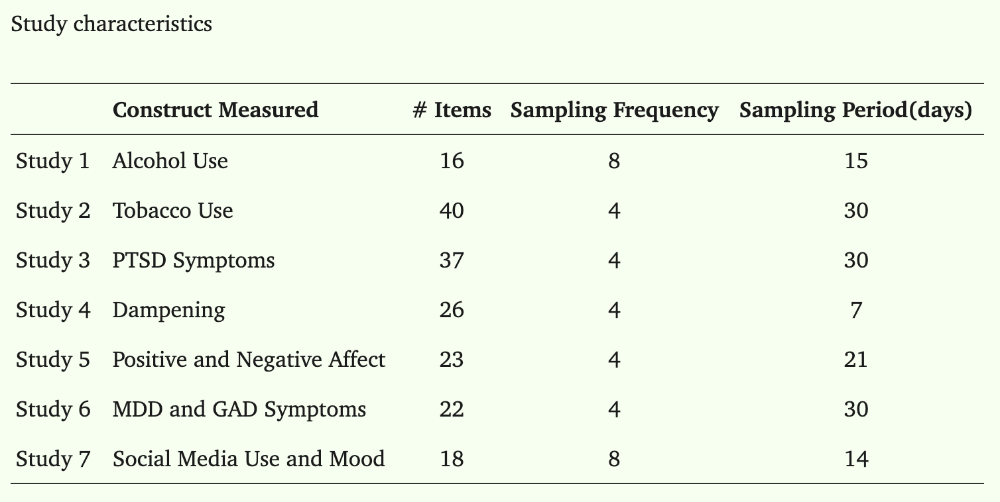 Study characteristics
Construct Measured # Items Sampling Frequency Sampling Period(days)
Study 1 Alcohol Use 16 8 15
Study 2 Tobacco Use 40 4 30
Study 3 PTSD Symptoms 37 4 30
Study 4 Dampening 26 4 7
Study 5 Positive and Negative Affect 23 4 21
Study 6 MDD and GAD Symptoms 22 4 30
Study 7 Social Media Use and Mood 18 8 14